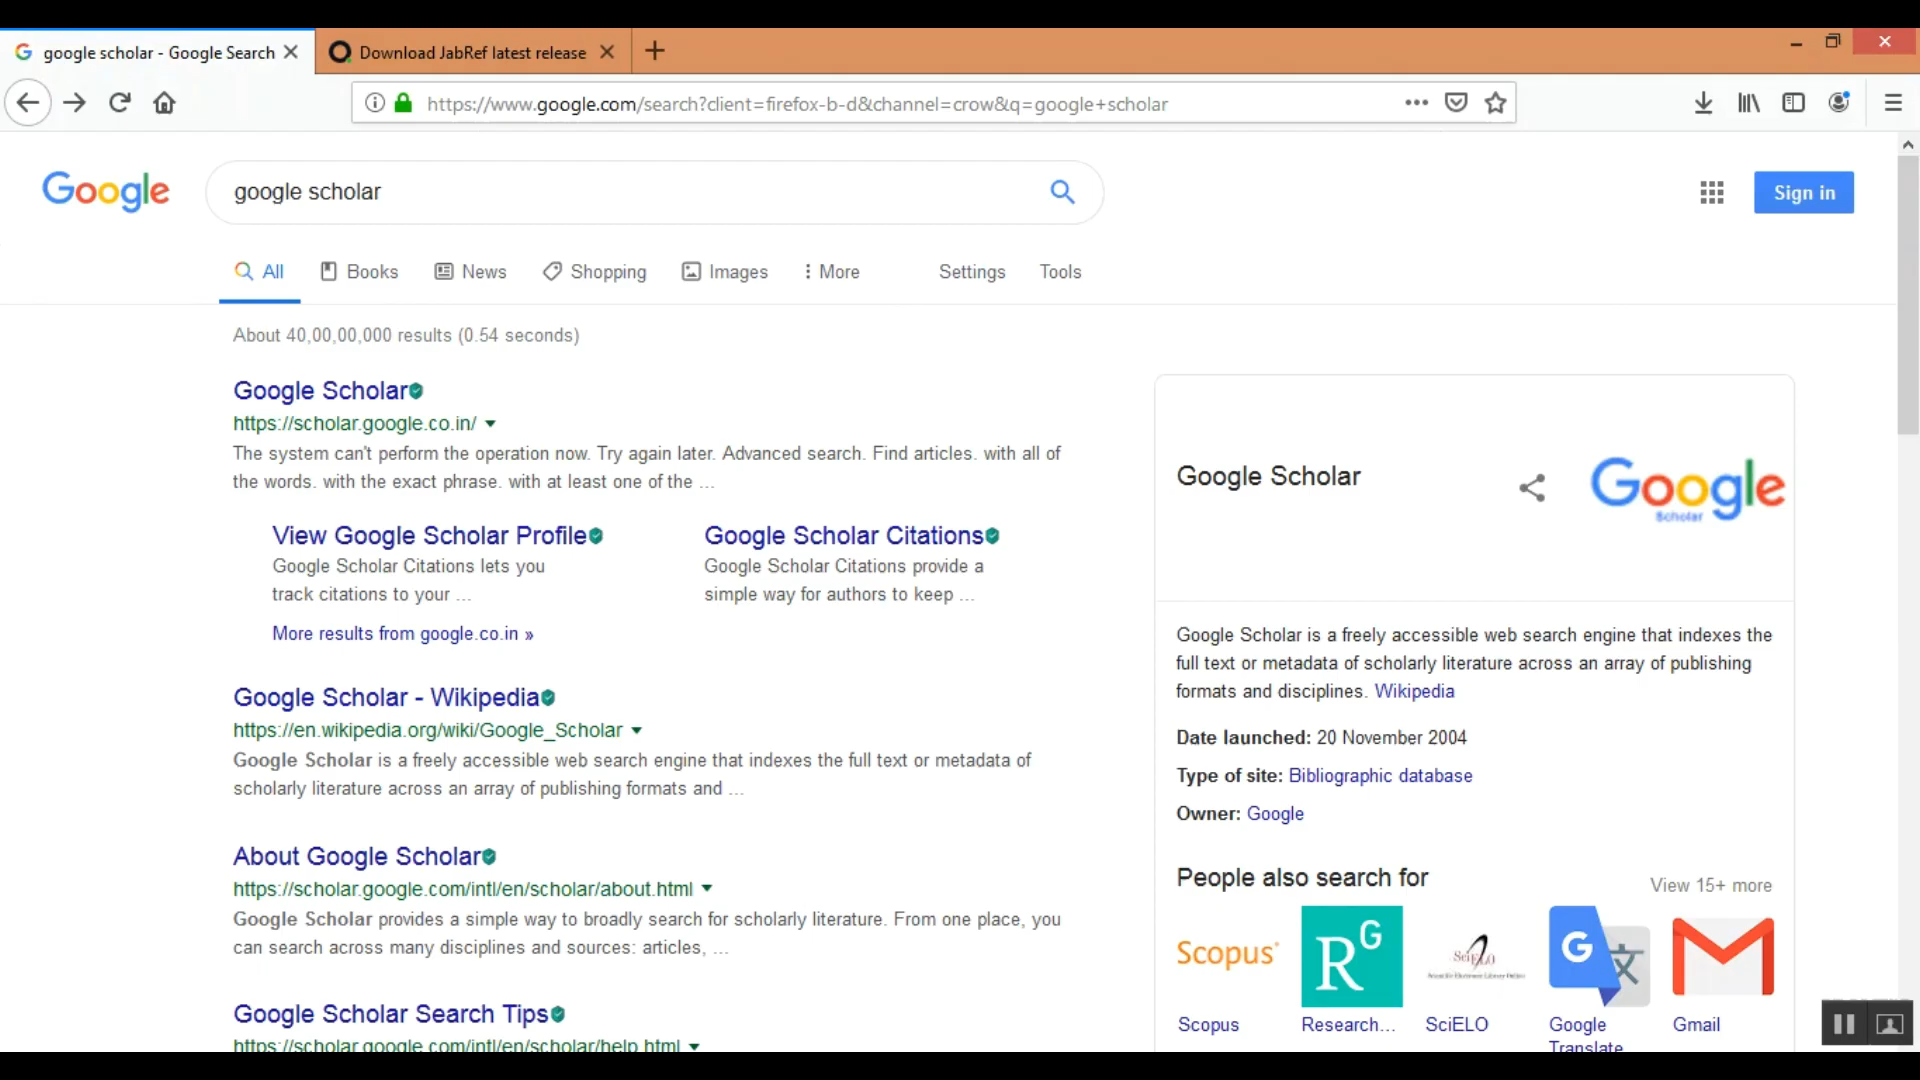 google scholar - Google Search
Download JabRef latest release
https://www.google.com/search?client=firefox-b-d&channel=crow&q=google+scholar
Google
google scholar
Sign in
All
Books
News
Shopping
Images
More
Settings
Tools
About 40,00,00,000 results (0.54 seconds)
Google Scholar
https://scholar.google.co.in/
The system can't perform the operation now. Try again later. Advanced search. Find articles. with all of
the words. with the exact phrase. with at least one of the ...
View Google Scholar Profile
Google Scholar Citations lets you
track citations to your ...
Google Scholar Citations
Google Scholar Citations provide a
simple way for authors to keep ...
More results from google.co.in »
Google Scholar - Wikipedia
https://en.wikipedia.org/wiki/Google_Scholar
Google Scholar is a freely accessible web search engine that indexes the full text or metadata of
scholarly literature across an array of publishing formats and ...
About Google Scholar
https://scholar.google.com/intl/en/scholar/about.html
Google Scholar provides a simple way to broadly search for scholarly literature. From one place, you
can search across many disciplines and sources: articles, ...
Google Scholar Search Tips
https://scholar.google.com/intl/en/scholar/help.html
Google Scholar
Google
Scholar
Google Scholar is a freely accessible web search engine that indexes the
full text or metadata of scholarly literature across an array of publishing
formats and disciplines. Wikipedia
Date launched: 20 November 2004
Type of site: Bibliographic database
Owner: Google
People also search for
View 15+ more
Scopus
RG
SciELO
G 文
Scopus
Research...
SciELO
Google
Translate
Gmail